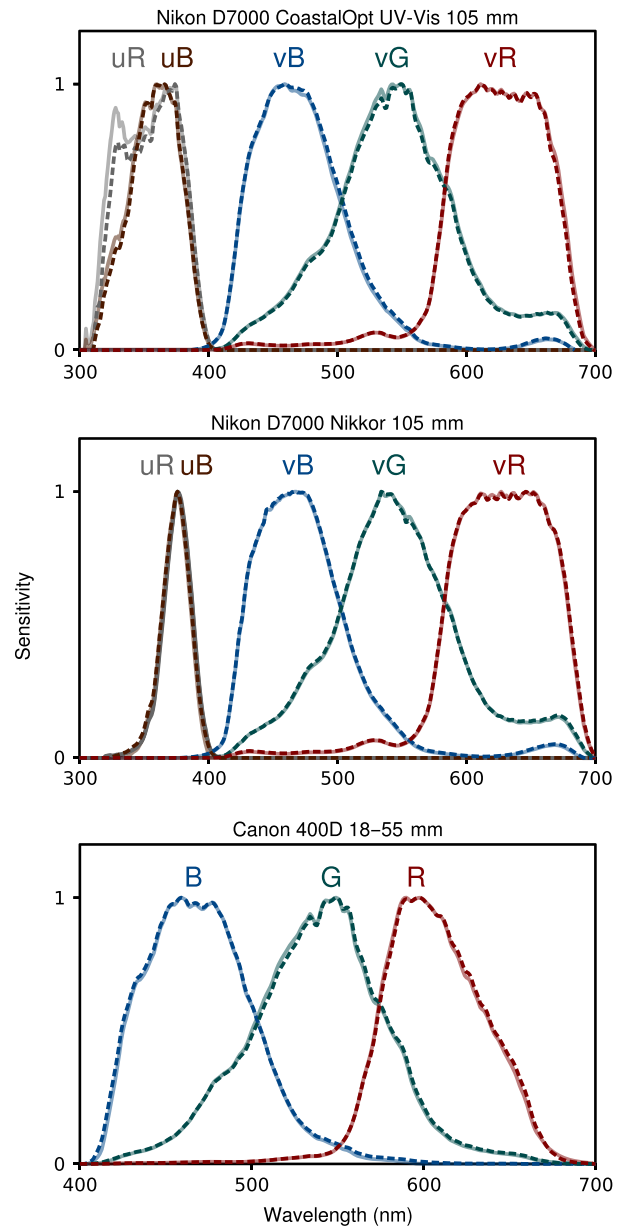 Nikon D7000 CoastalOpt UV-Vis 105 mm
uR uB vB vG vR
1
0
300 400 500 600 700
Nikon D7000 Nikkor 105 mm
uR uB vB vG vR
1
Sensitivity
0
300 400 500 600 700
Canon 400D 18–55 mm
B G R
1
0
400 500 600 700
Wavelength (nm)